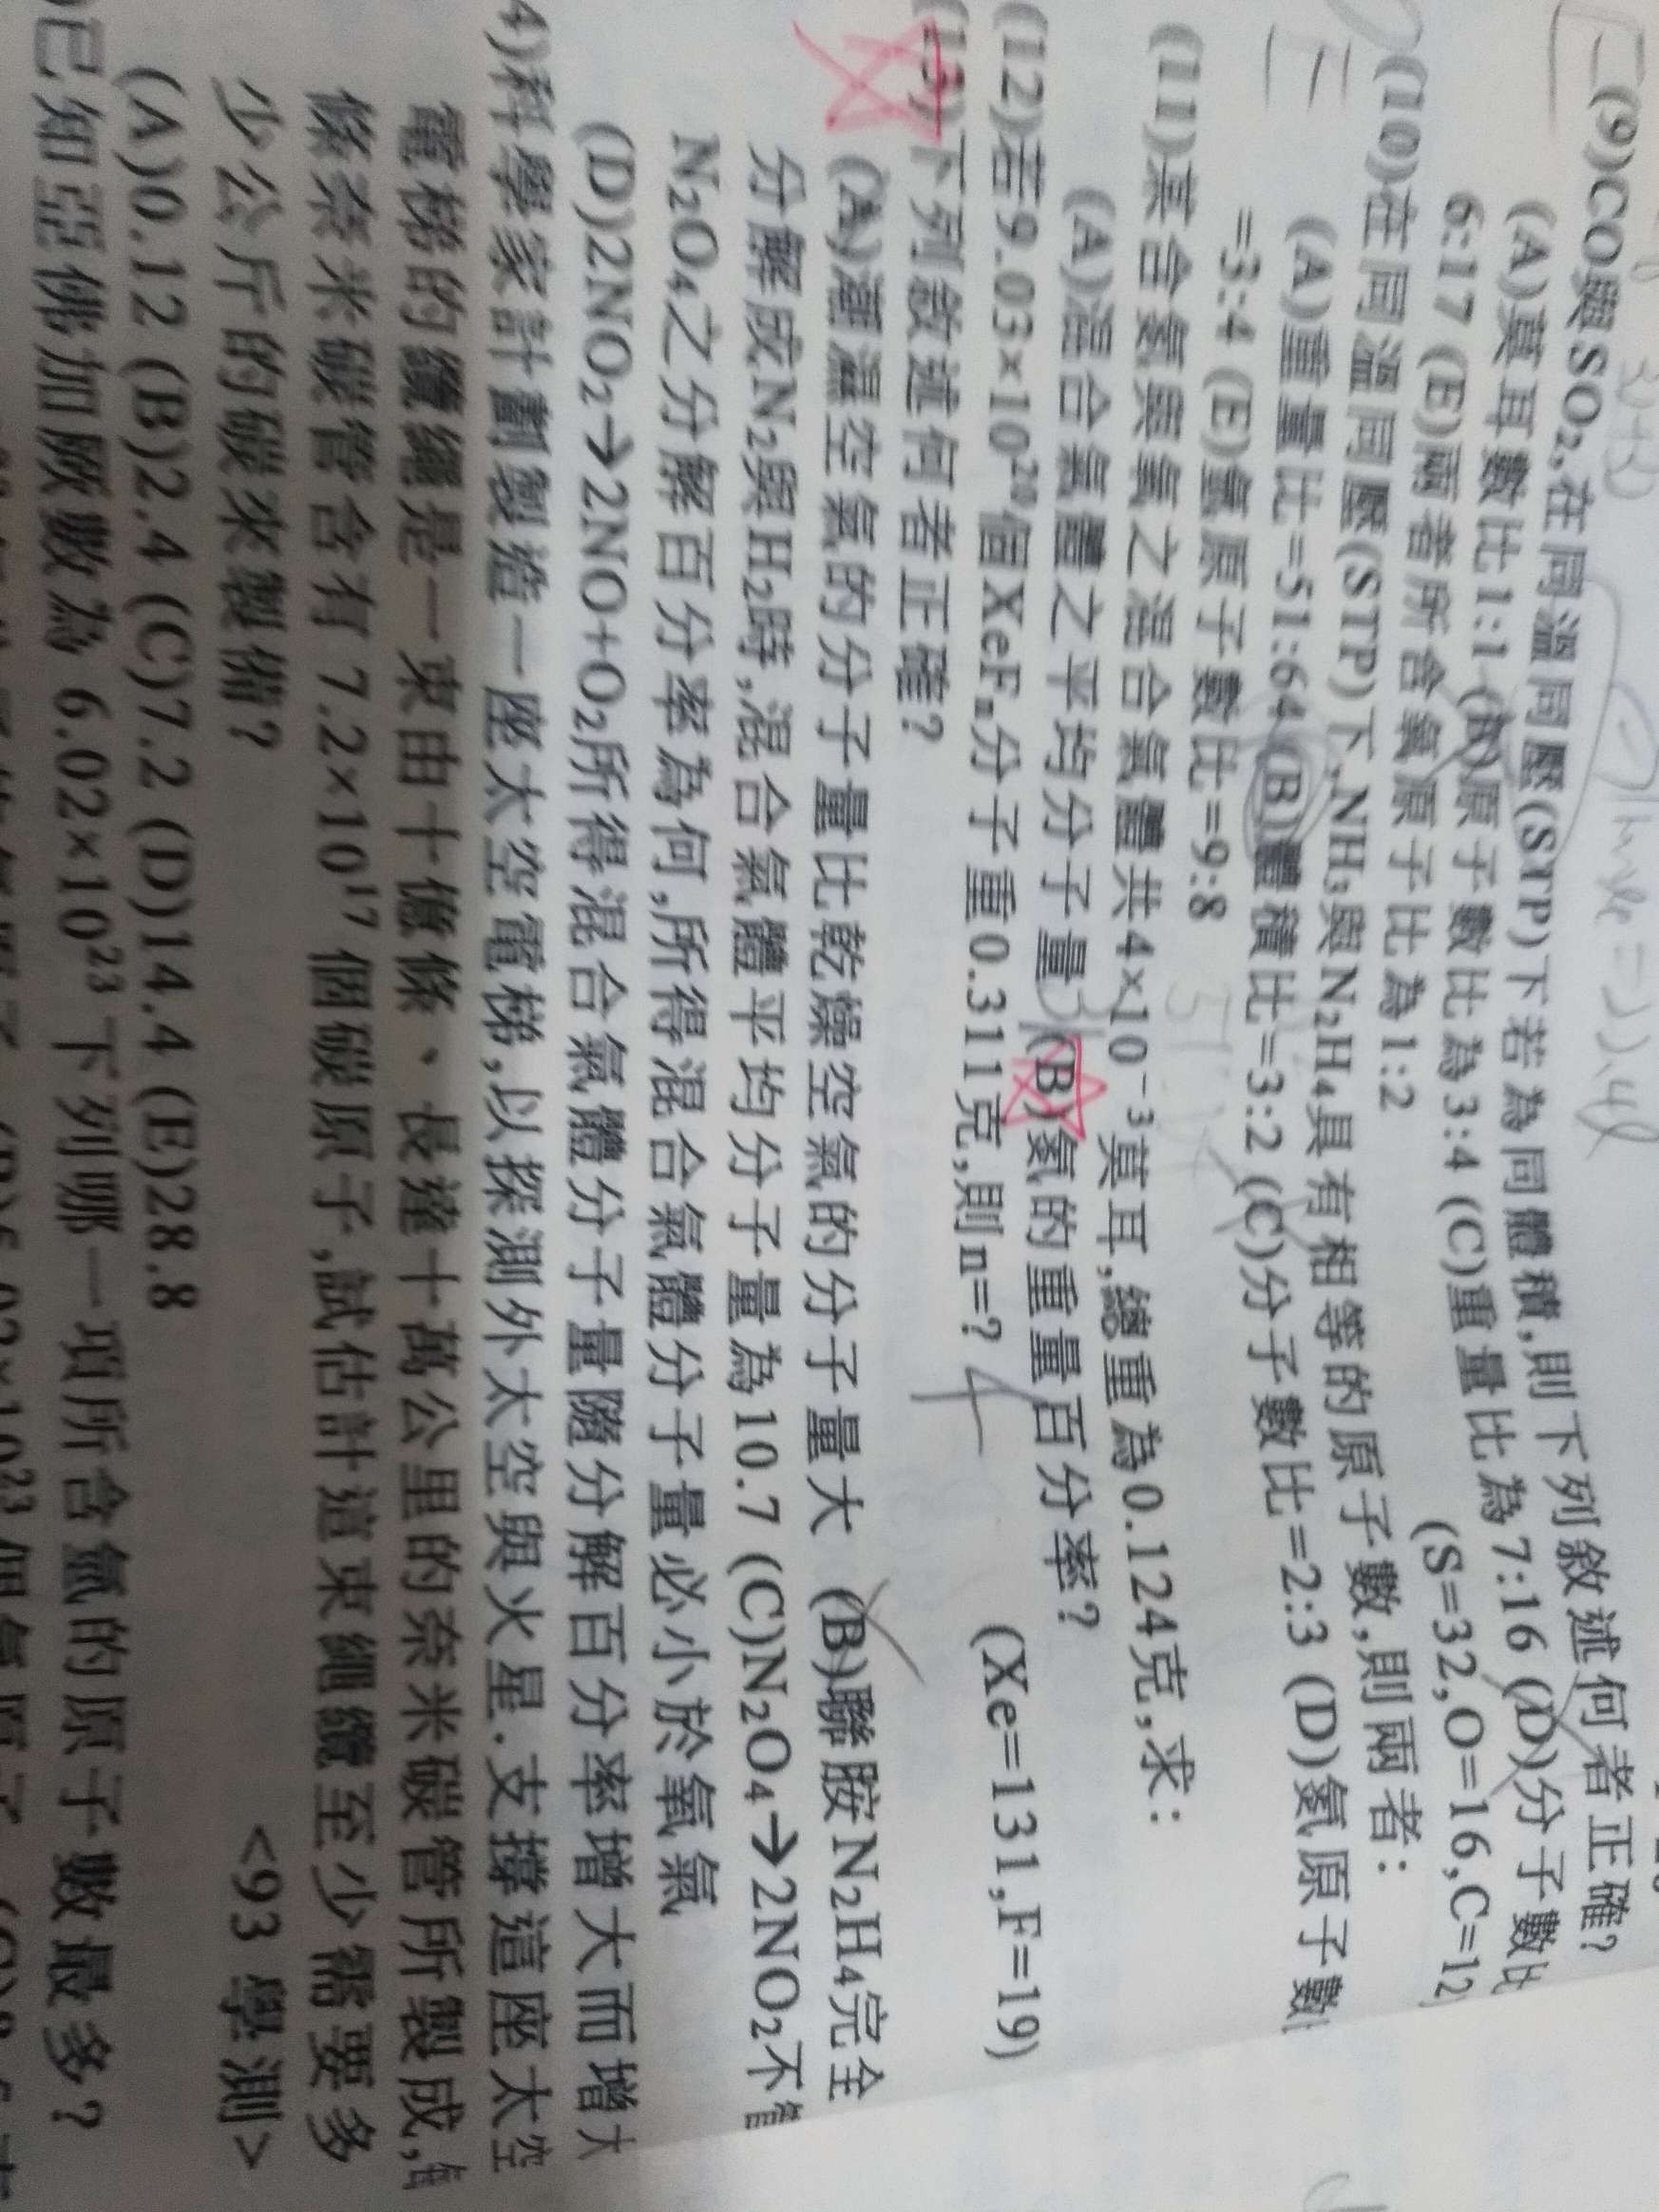 (9)CO與SO₂,在同溫同壓(STP)下若為同體積,則下列敘述何者正確?
(A)莫耳數比1:1 (B)原子數比為3:4 (C)重量比為7:16 (D)分子數比
6:17 (E)兩者所含氧原子比為1:2
(S=32,O=16,C=12
(10)在同溫同壓(STP)下,NH₃與N₂H₄具有相等的原子數,則兩者:
(A)重量比=51:64 (B)體積比=3:2 (C)分子數比=2:3 (D)氮原子數
=3:4 (E)氫原子數比=9:8
(11)某含氦與氧之混合氣體共4×10⁻³莫耳,總重為0.124克,求:
(A)混合氣體之平均分子量 31 (B)氦的重量百分率?
(12)若9.03×10²⁰個XeFₙ分子重0.311克,則n=? 4 (Xe=131,F=19)
(13)下列敘述何者正確?
(A)潮濕空氣的分子量比乾燥空氣的分子量大 (B)聯胺N₂H₄完全
分解成N₂與H₂時,混合氣體平均分子量為10.7 (C)N₂O₄→2NO₂不管
N₂O₄之分解百分率為何,所得混合氣體分子量必小於氧氣
(D)2NO₂→2NO+O₂所得混合氣體分子量隨分解百分率增大而增大
4)科學家計劃製造一座太空電梯,以探測外太空與火星.支撐這座太空
電梯的纜繩是一束由十億條、長達十萬公里的奈米碳管所製成,每
條奈米碳管含有7.2×10¹⁷個碳原子,試估計這束繩纜至少需要多
少公斤的碳來製備?
<93 學測>
(A)0.12 (B)2.4 (C)7.2 (D)14.4 (E)28.8
)已知亞佛加厥數為 6.02×10²³下列哪一項所含氫的原子數最多?